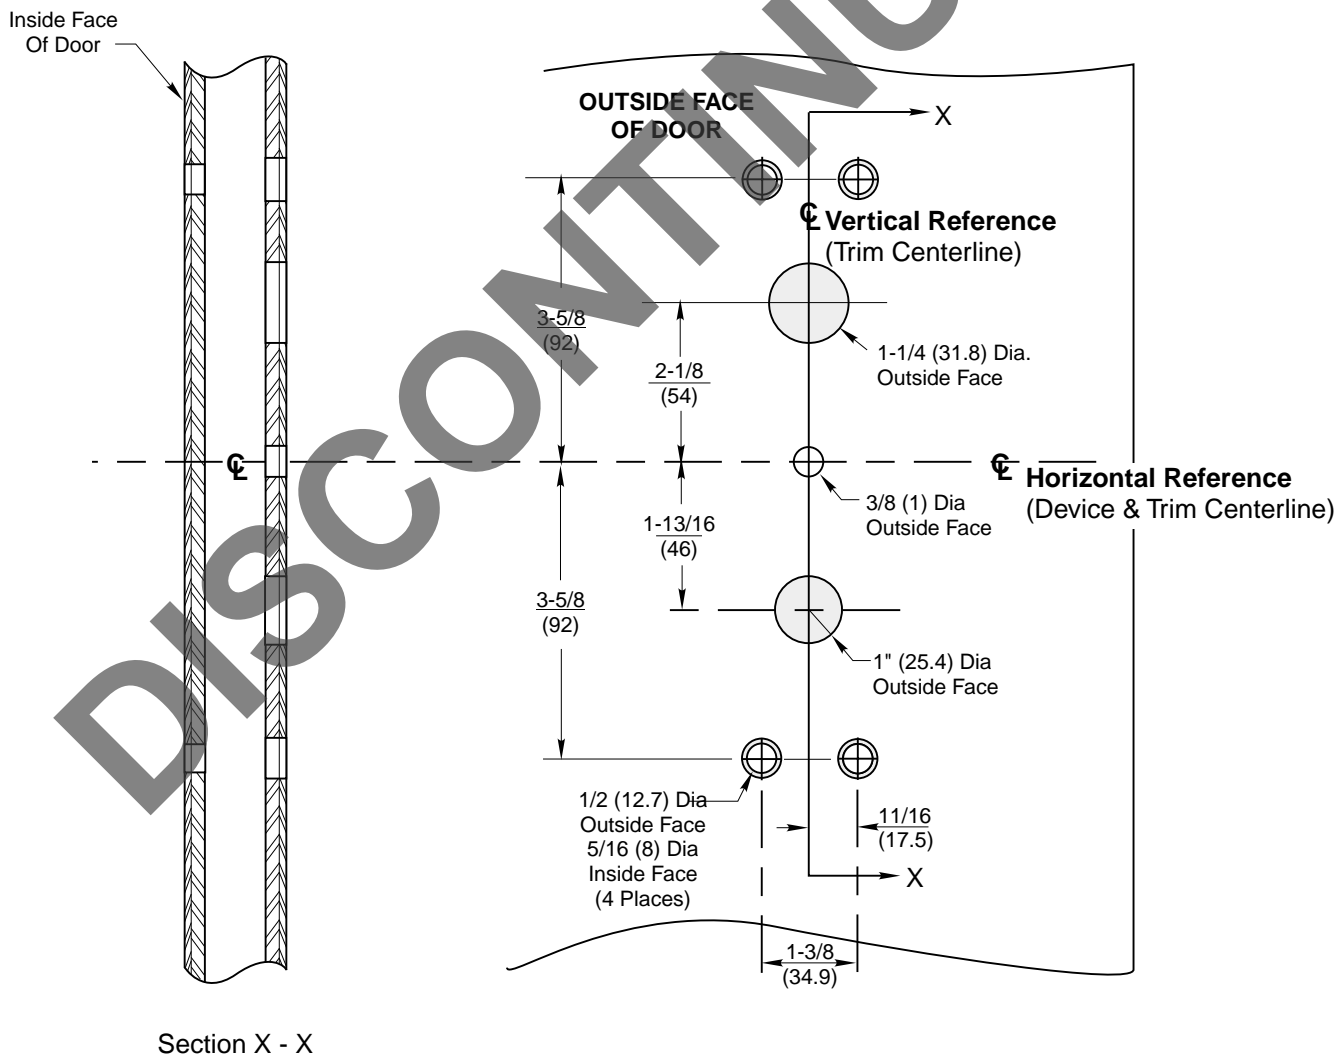 Inside Face
Of Door
OUTSIDE FACE
OF DOOR
X
℄ Vertical Reference
(Trim Centerline)
3-5/8
(92)
2-1/8
(54)
1-1/4 (31.8) Dia.
Outside Face
℄
℄ Horizontal Reference
(Device & Trim Centerline)
3/8 (1) Dia
Outside Face
1-13/16
(46)
3-5/8
(92)
1" (25.4) Dia
Outside Face
1/2 (12.7) Dia
Outside Face
5/16 (8) Dia
Inside Face
(4 Places)
11/16
(17.5)
X
1-3/8
(34.9)
Section X - X
DISCONTINU